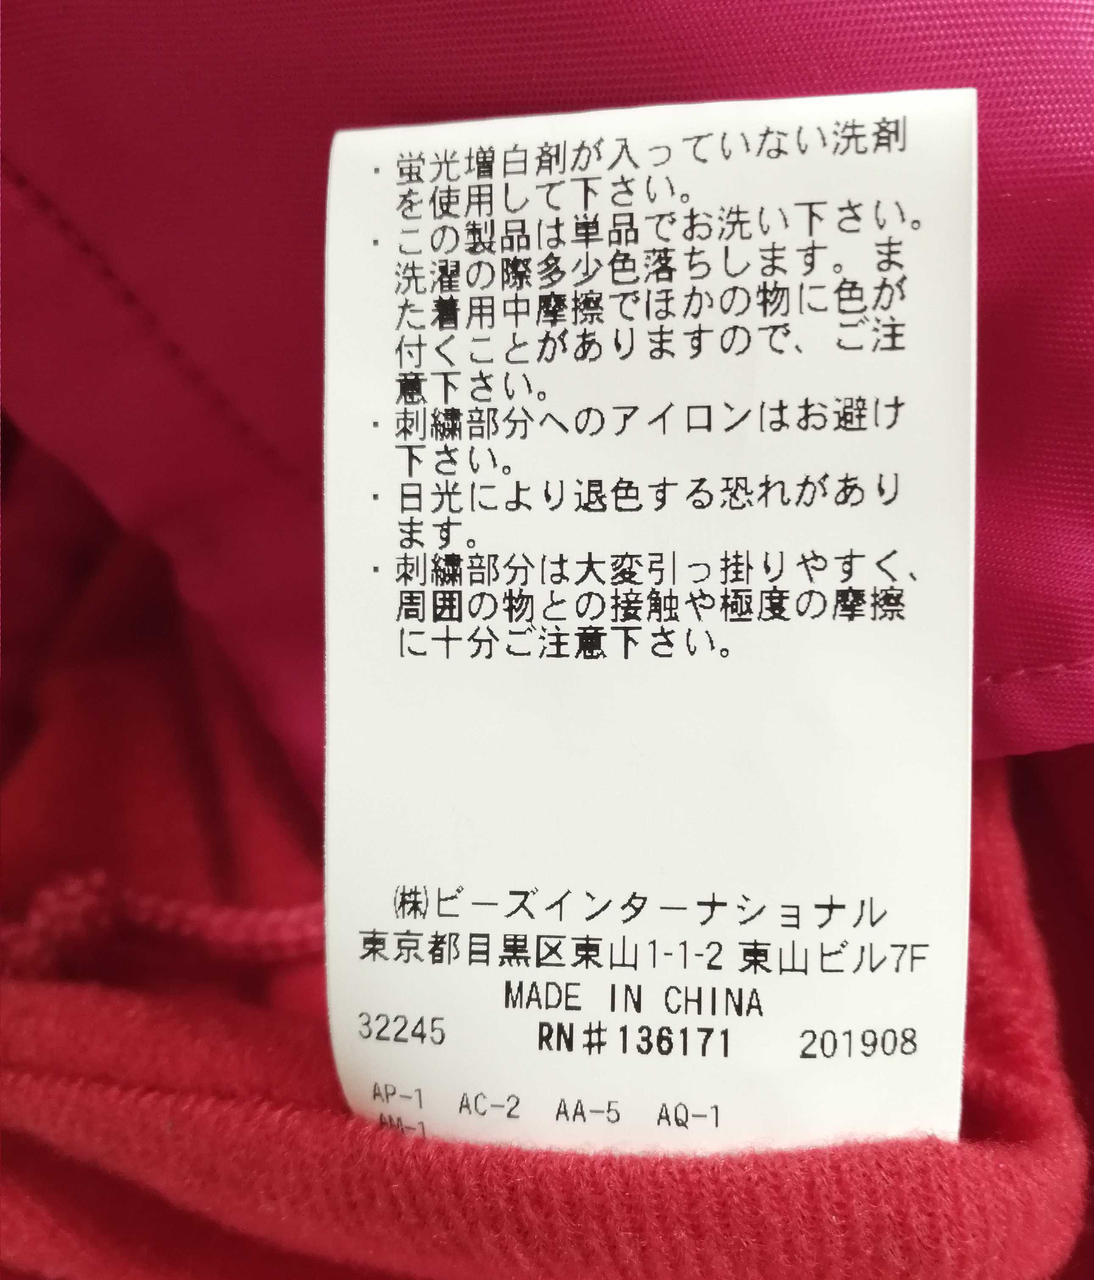 ・蛍光増白剤が入っていない洗剤
を使用して下さい。
・この製品は単品でお洗い下さい。
洗濯の際多少色落ちします。ま
た着用中摩擦でほかの物に色が
付くことがありますので、ご注
意下さい。
・刺繍部分へのアイロンはお避け
下さい。
・日光により退色する恐れがあり
ます。
・刺繍部分は大変引っ掛りやすく、
周囲の物との接触や極度の摩擦
に十分ご注意下さい。
㈱ビーズインターナショナル
東京都目黒区東山1-1-2 東山ビル7F
MADE IN CHINA
32245 RN#136171 201908
AP-1 AC-2 AA-5 AQ-1
AM-1